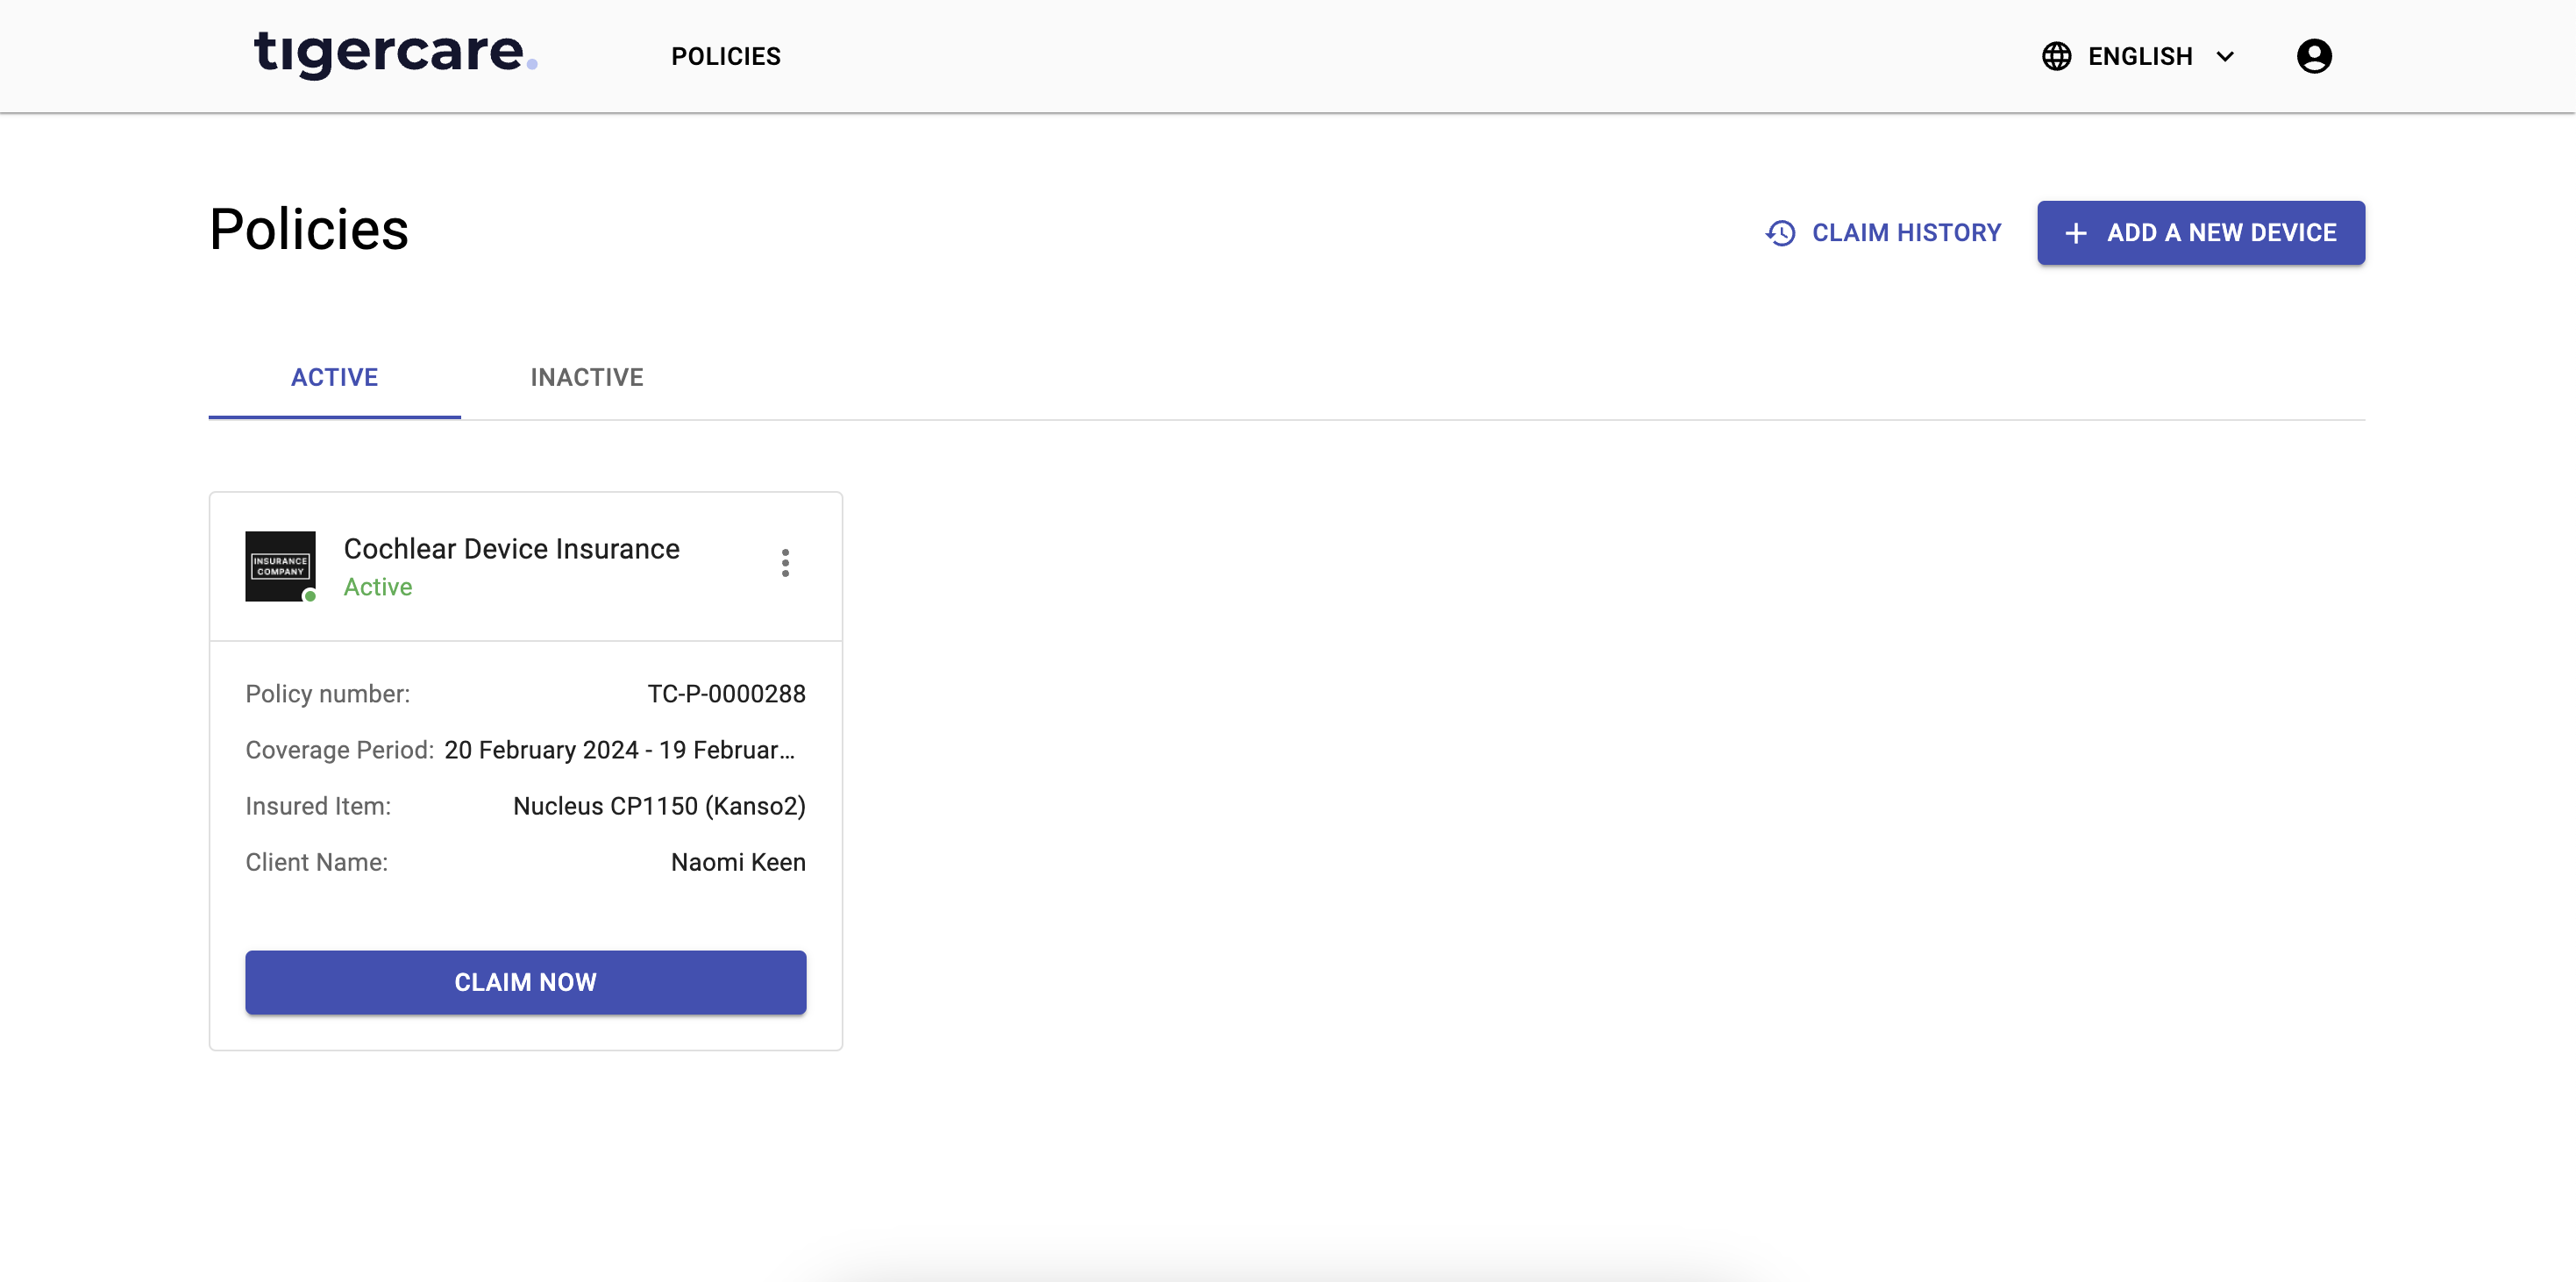 tigercare.
POLICIES
ENGLISH
Policies
CLAIM HISTORY
ADD A NEW DEVICE
ACTIVE
INACTIVE
INSURANCE
COMPANY
Cochlear Device Insurance
Active
Policy number: TC-P-0000288
Coverage Period: 20 February 2024 - 19 Februar...
Insured Item: Nucleus CP1150 (Kanso2)
Client Name: Naomi Keen
CLAIM NOW